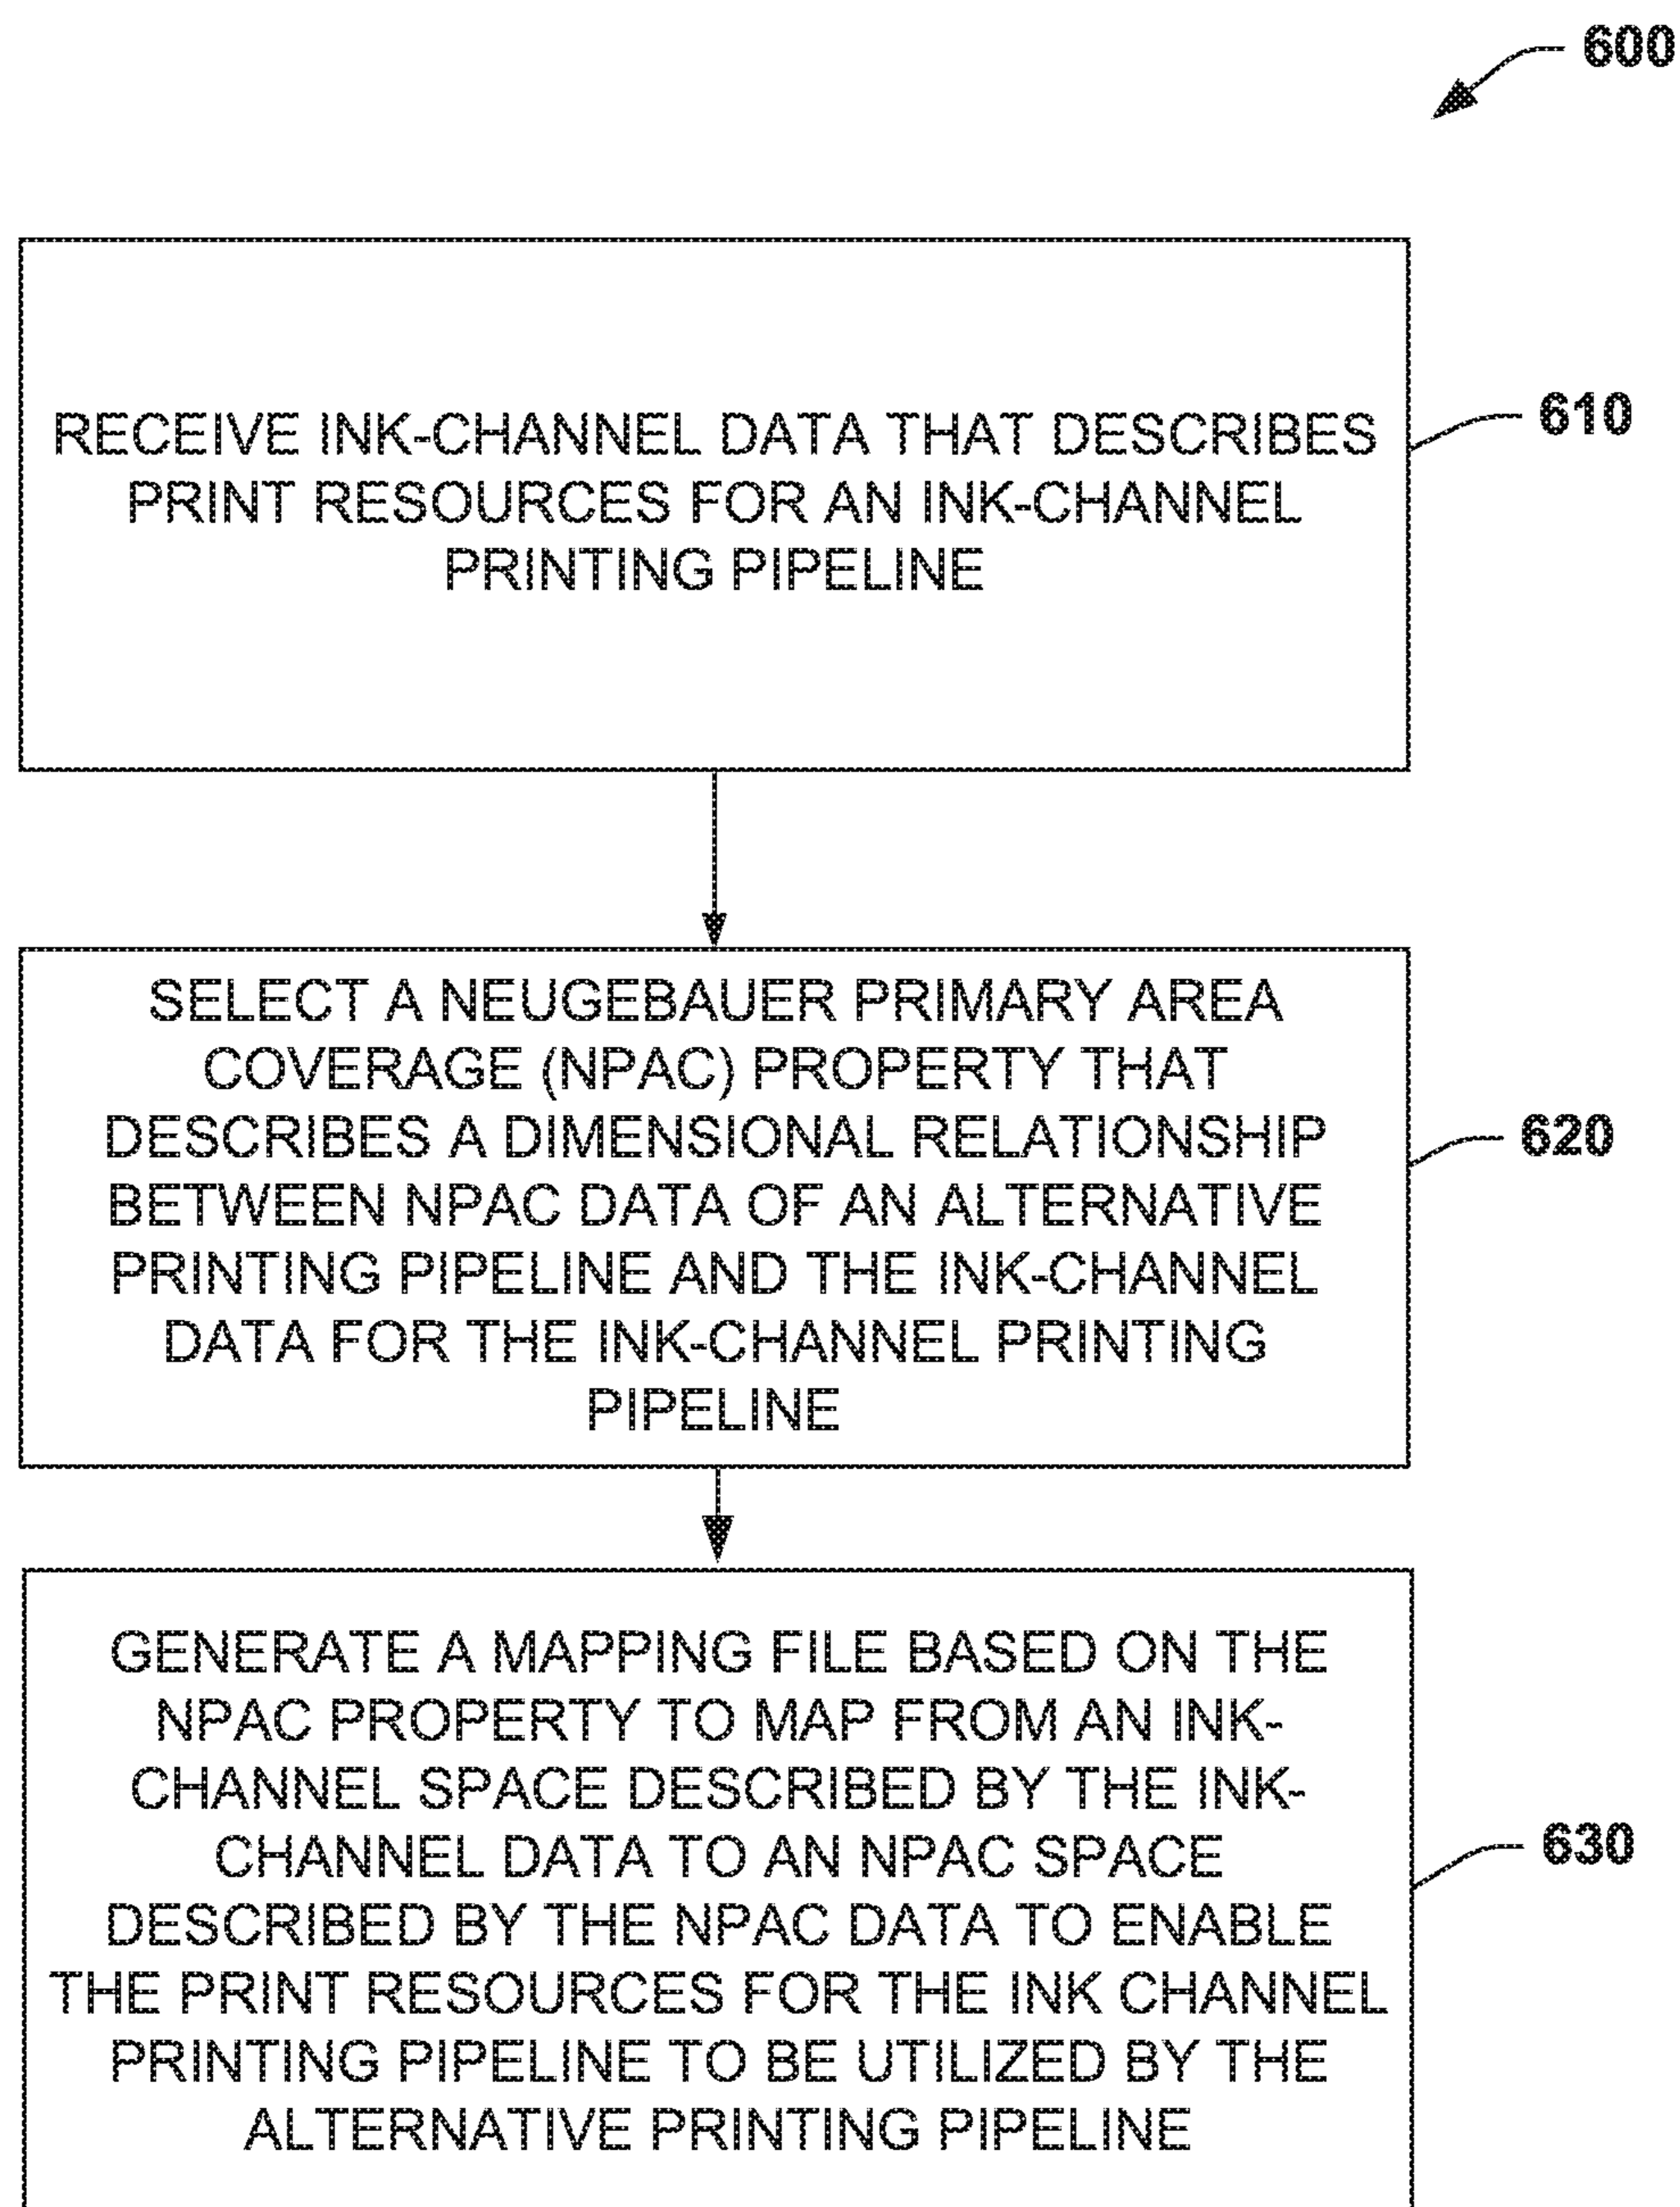 600
RECEIVE INK-CHANNEL DATA THAT DESCRIBES
PRINT RESOURCES FOR AN INK-CHANNEL
PRINTING PIPELINE
610
SELECT A NEUGEBAUER PRIMARY AREA
COVERAGE (NPAC) PROPERTY THAT
DESCRIBES A DIMENSIONAL RELATIONSHIP
BETWEEN NPAC DATA OF AN ALTERNATIVE
PRINTING PIPELINE AND THE INK-CHANNEL
DATA FOR THE INK-CHANNEL PRINTING
PIPELINE
620
GENERATE A MAPPING FILE BASED ON THE
NPAC PROPERTY TO MAP FROM AN INK-
CHANNEL SPACE DESCRIBED BY THE INK-
CHANNEL DATA TO AN NPAC SPACE
DESCRIBED BY THE NPAC DATA TO ENABLE
THE PRINT RESOURCES FOR THE INK CHANNEL
PRINTING PIPELINE TO BE UTILIZED BY THE
ALTERNATIVE PRINTING PIPELINE
630